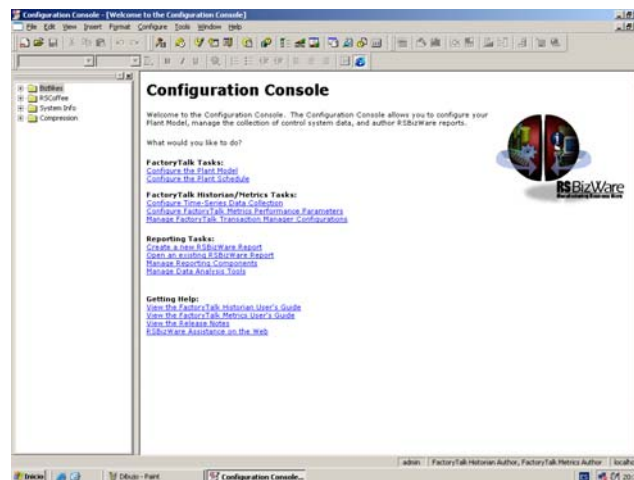 Configuration Console - [Welcome to the Configuration Console]
File Edit View Insert Format Configure Tools Window Help
BizBikes
RSCoffee
System Info
Compression
Configuration Console
Welcome to the Configuration Console. The Configuration Console allows you to configure your
Plant Model, manage the collection of control system data, and author RSBizWare reports.
What would you like to do?
FactoryTalk Tasks:
Configure the Plant Model
Configure the Plant Schedule
FactoryTalk Historian/Metrics Tasks:
Configure Time-Series Data Collection
Configure FactoryTalk Metrics Performance Parameters
Manage FactoryTalk Transaction Manager Configurations
Reporting Tasks:
Create a new RSBizWare Report
Open an existing RSBizWare Report
Manage Reporting Components
Manage Data Analysis Tools
Getting Help:
View the FactoryTalk Historian User's Guide
View the FactoryTalk Metrics User's Guide
View the Release Notes
RSBizWare Assistance on the Web
RSBizWare
admin FactoryTalk Historian Author, FactoryTalk Metrics Author localho
Inicio Dibujo - Paint Configuration Console... 20: